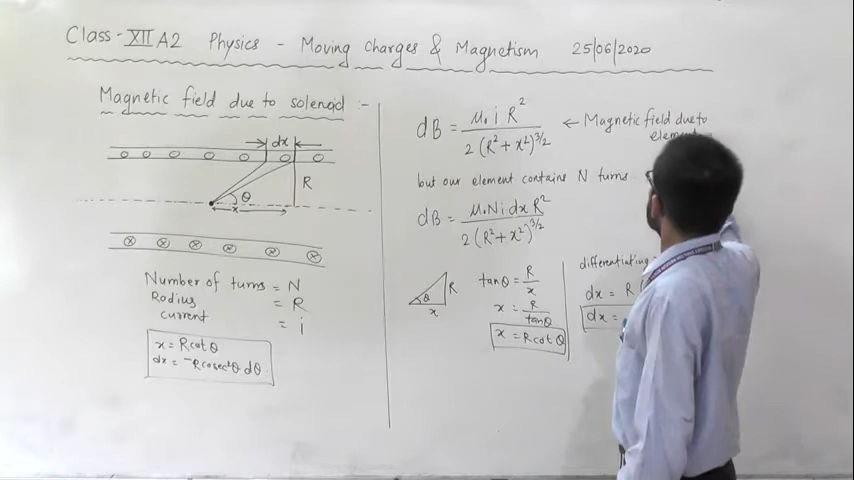 Class - XII A2 Physics - Moving Charges & Magnetism 25/06/2020
Magnetic field due to solenoid :-
dx
R
θ
x
Number of turns = N
Radius = R
current = i
x = R cot θ
dx = -R cosec²θ dθ
dB = μ₀ i R² / 2 (R² + x²)^3/2 ← Magnetic field due to
element
but our element contains N turns
dB = μ₀ N i dx R² / 2 (R² + x²)^3/2
θ
R
x
tan θ = R / x
x = R / tan θ
x = R cot θ
differentiating
dx = R (
dx =